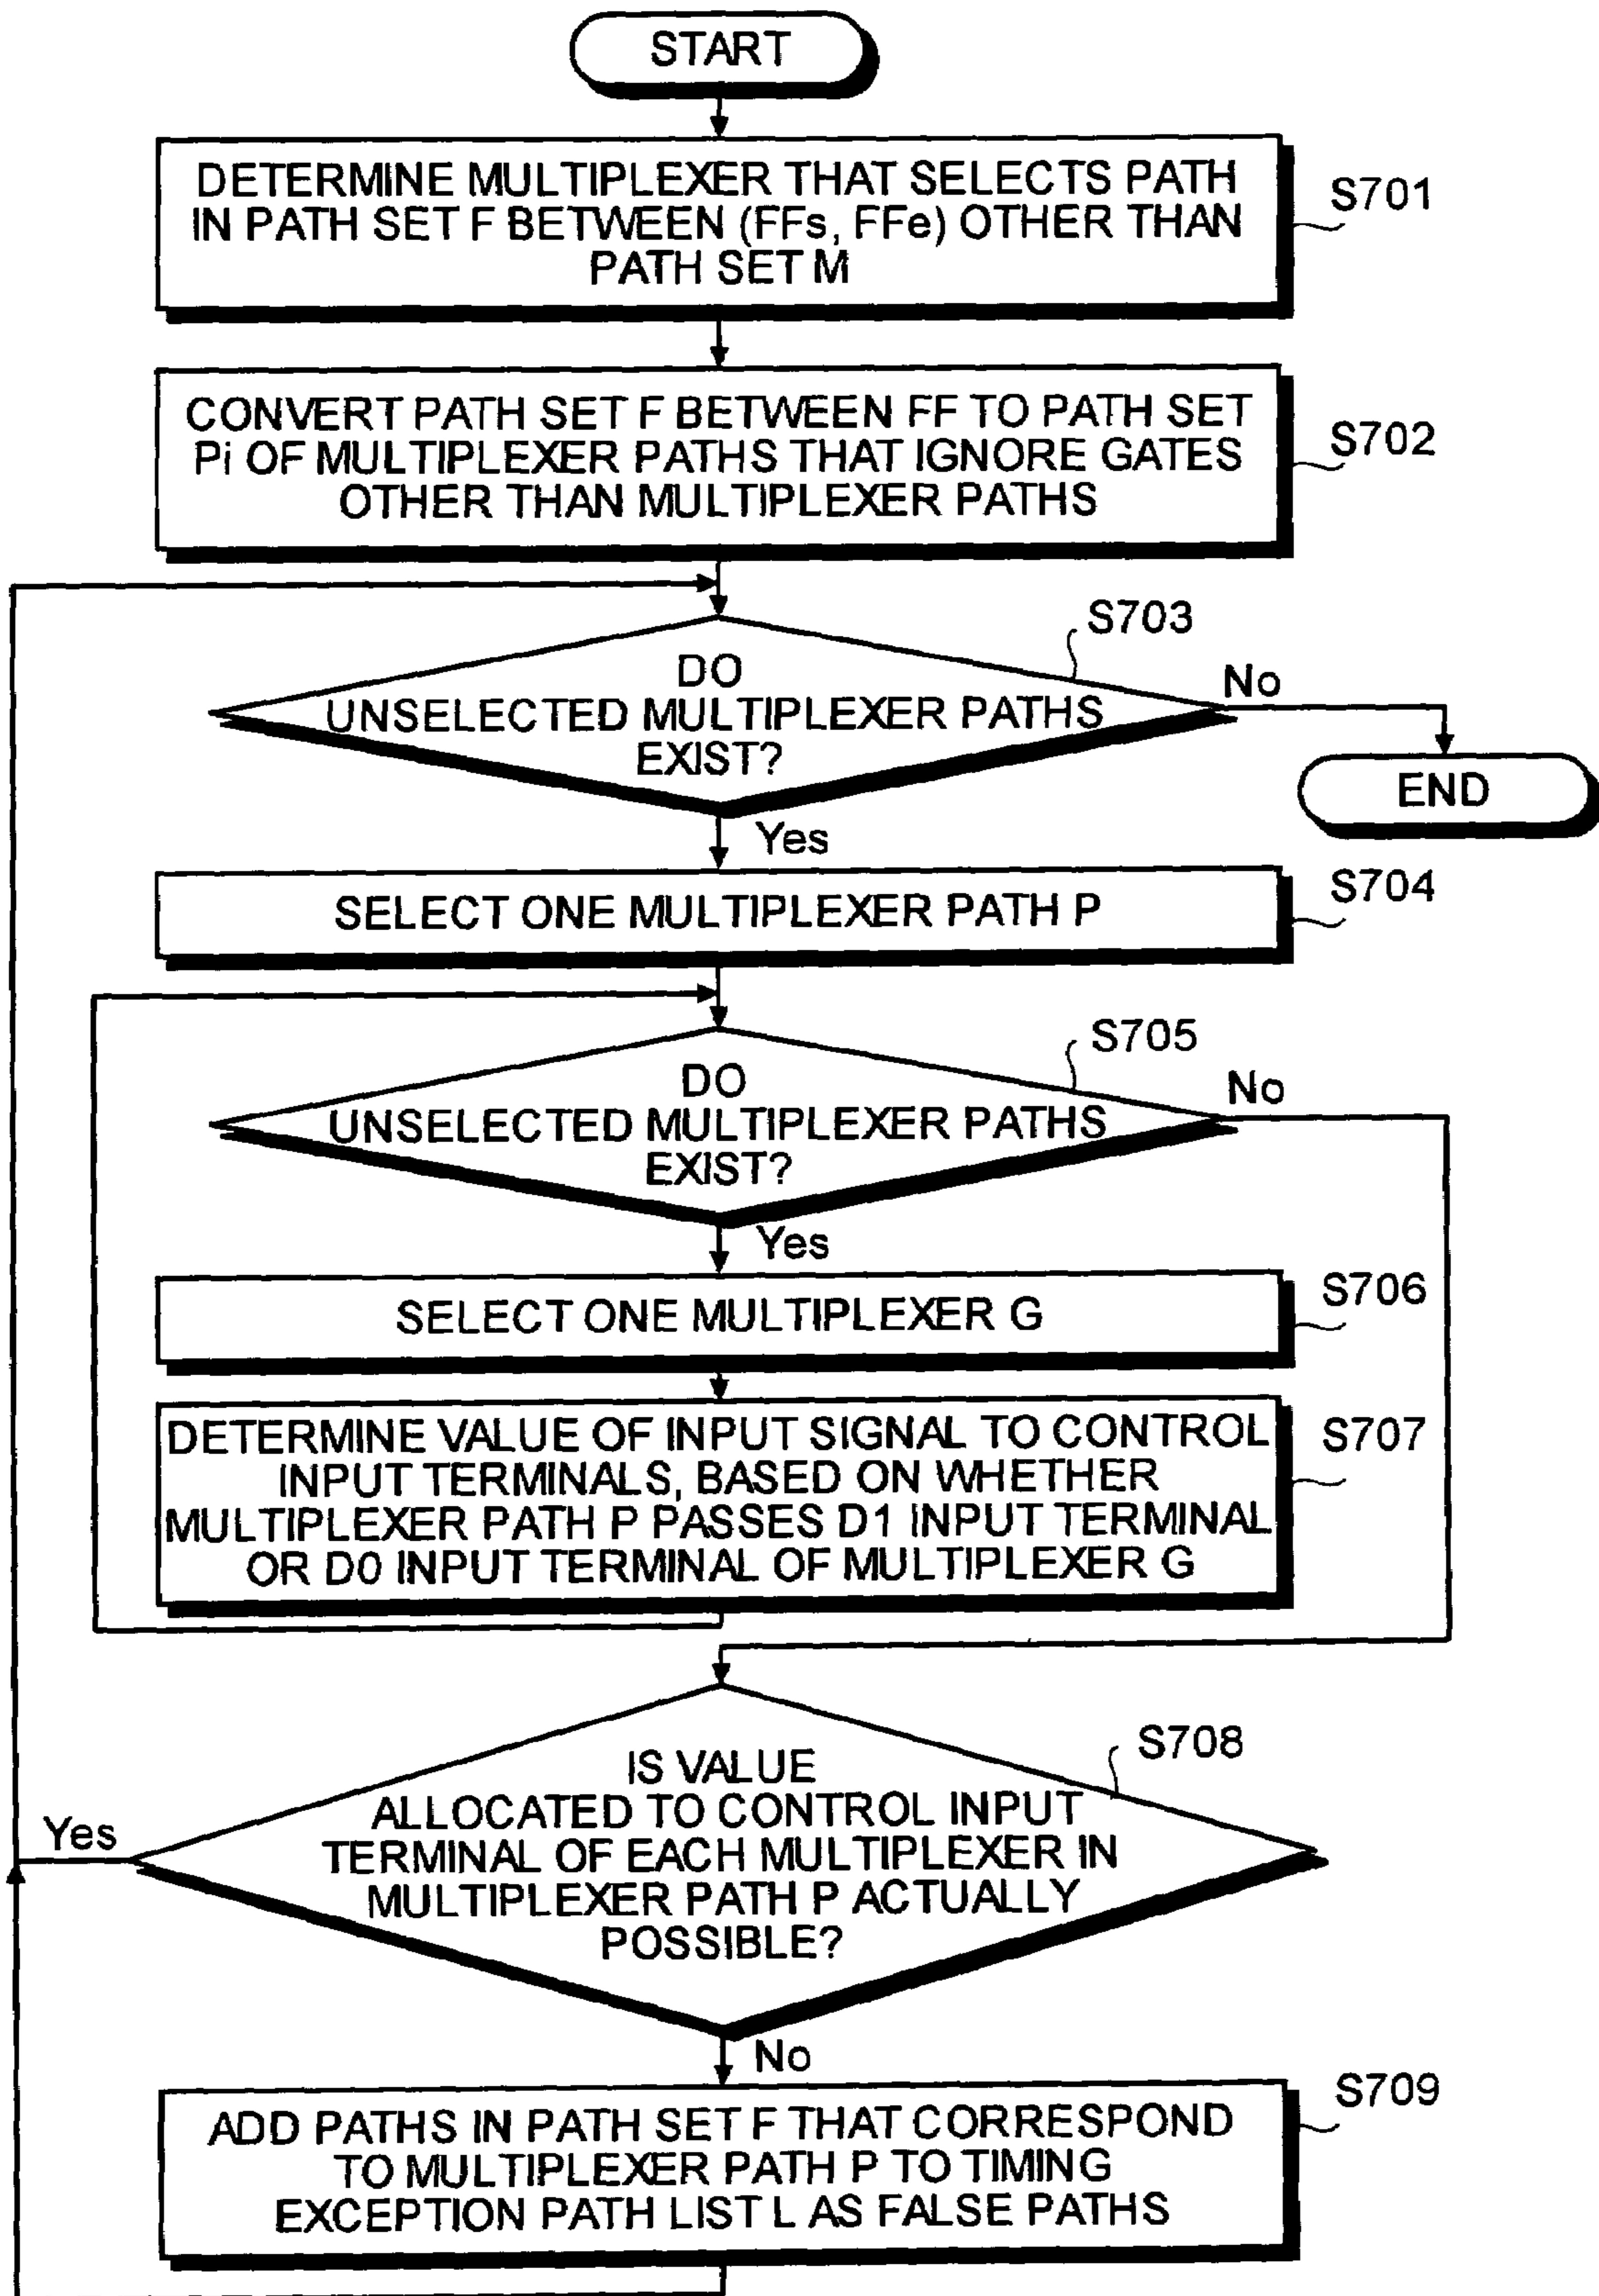 START
DETERMINE MULTIPLEXER THAT SELECTS PATH
IN PATH SET F BETWEEN (FFs, FFe) OTHER THAN
PATH SET M
S701
CONVERT PATH SET F BETWEEN FF TO PATH SET
Pi OF MULTIPLEXER PATHS THAT IGNORE GATES
OTHER THAN MULTIPLEXER PATHS
S702
S703
DO
UNSELECTED MULTIPLEXER PATHS
EXIST?
No
END
Yes
SELECT ONE MULTIPLEXER PATH P
S704
S705
DO
UNSELECTED MULTIPLEXER PATHS
EXIST?
No
Yes
SELECT ONE MULTIPLEXER G
S706
DETERMINE VALUE OF INPUT SIGNAL TO CONTROL
INPUT TERMINALS, BASED ON WHETHER
MULTIPLEXER PATH P PASSES D1 INPUT TERMINAL
OR D0 INPUT TERMINAL OF MULTIPLEXER G
S707
S708
IS VALUE
ALLOCATED TO CONTROL INPUT
TERMINAL OF EACH MULTIPLEXER IN
MULTIPLEXER PATH P ACTUALLY
POSSIBLE?
Yes
No
ADD PATHS IN PATH SET F THAT CORRESPOND
TO MULTIPLEXER PATH P TO TIMING
EXCEPTION PATH LIST L AS FALSE PATHS
S709